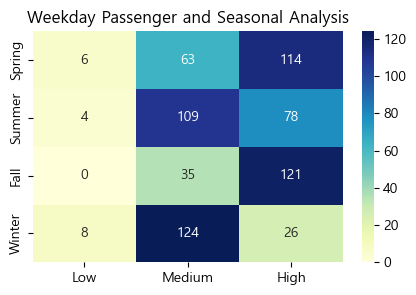 Weekday Passenger and Seasonal Analysis
Spring 6 63 114
Summer 4 109 78
Fall 0 35 121
Winter 8 124 26
Low Medium High
120
100
80
60
40
20
0